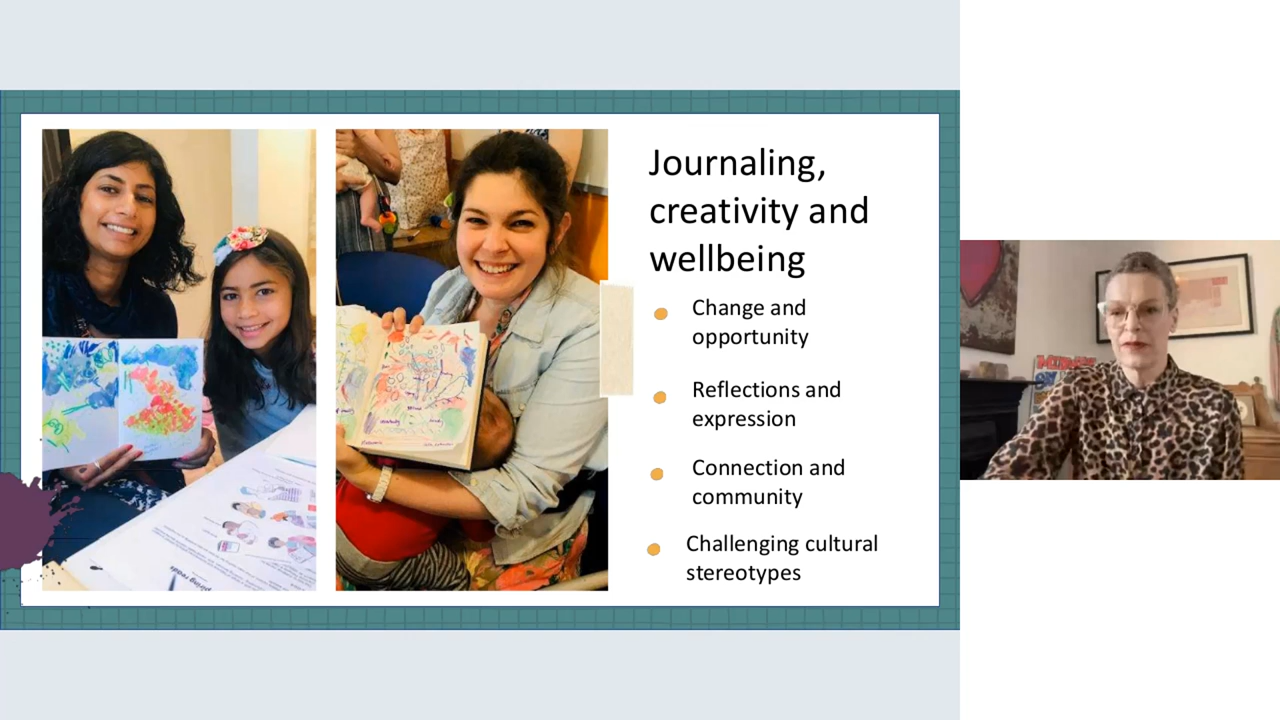 Journaling,
creativity and
wellbeing
Change and
opportunity
Reflections and
expression
Connection and
community
Challenging cultural
stereotypes